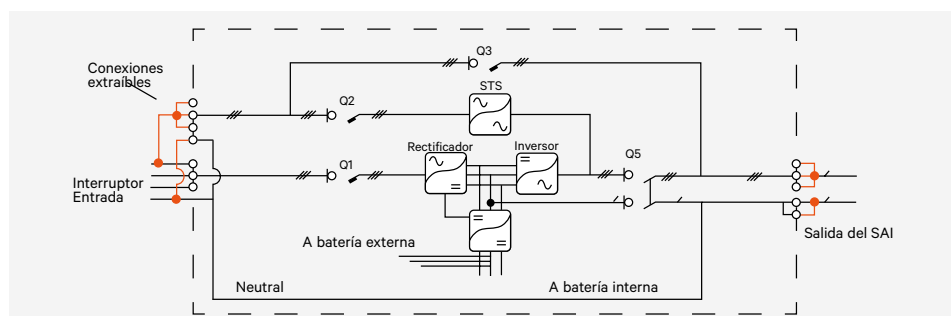 Q3
Conexiones
extraíbles
STS
Q2
Rectificador
Inversor
Q1
Q5
Interruptor
Entrada
Salida del SAI
A batería externa
Neutral
A batería interna